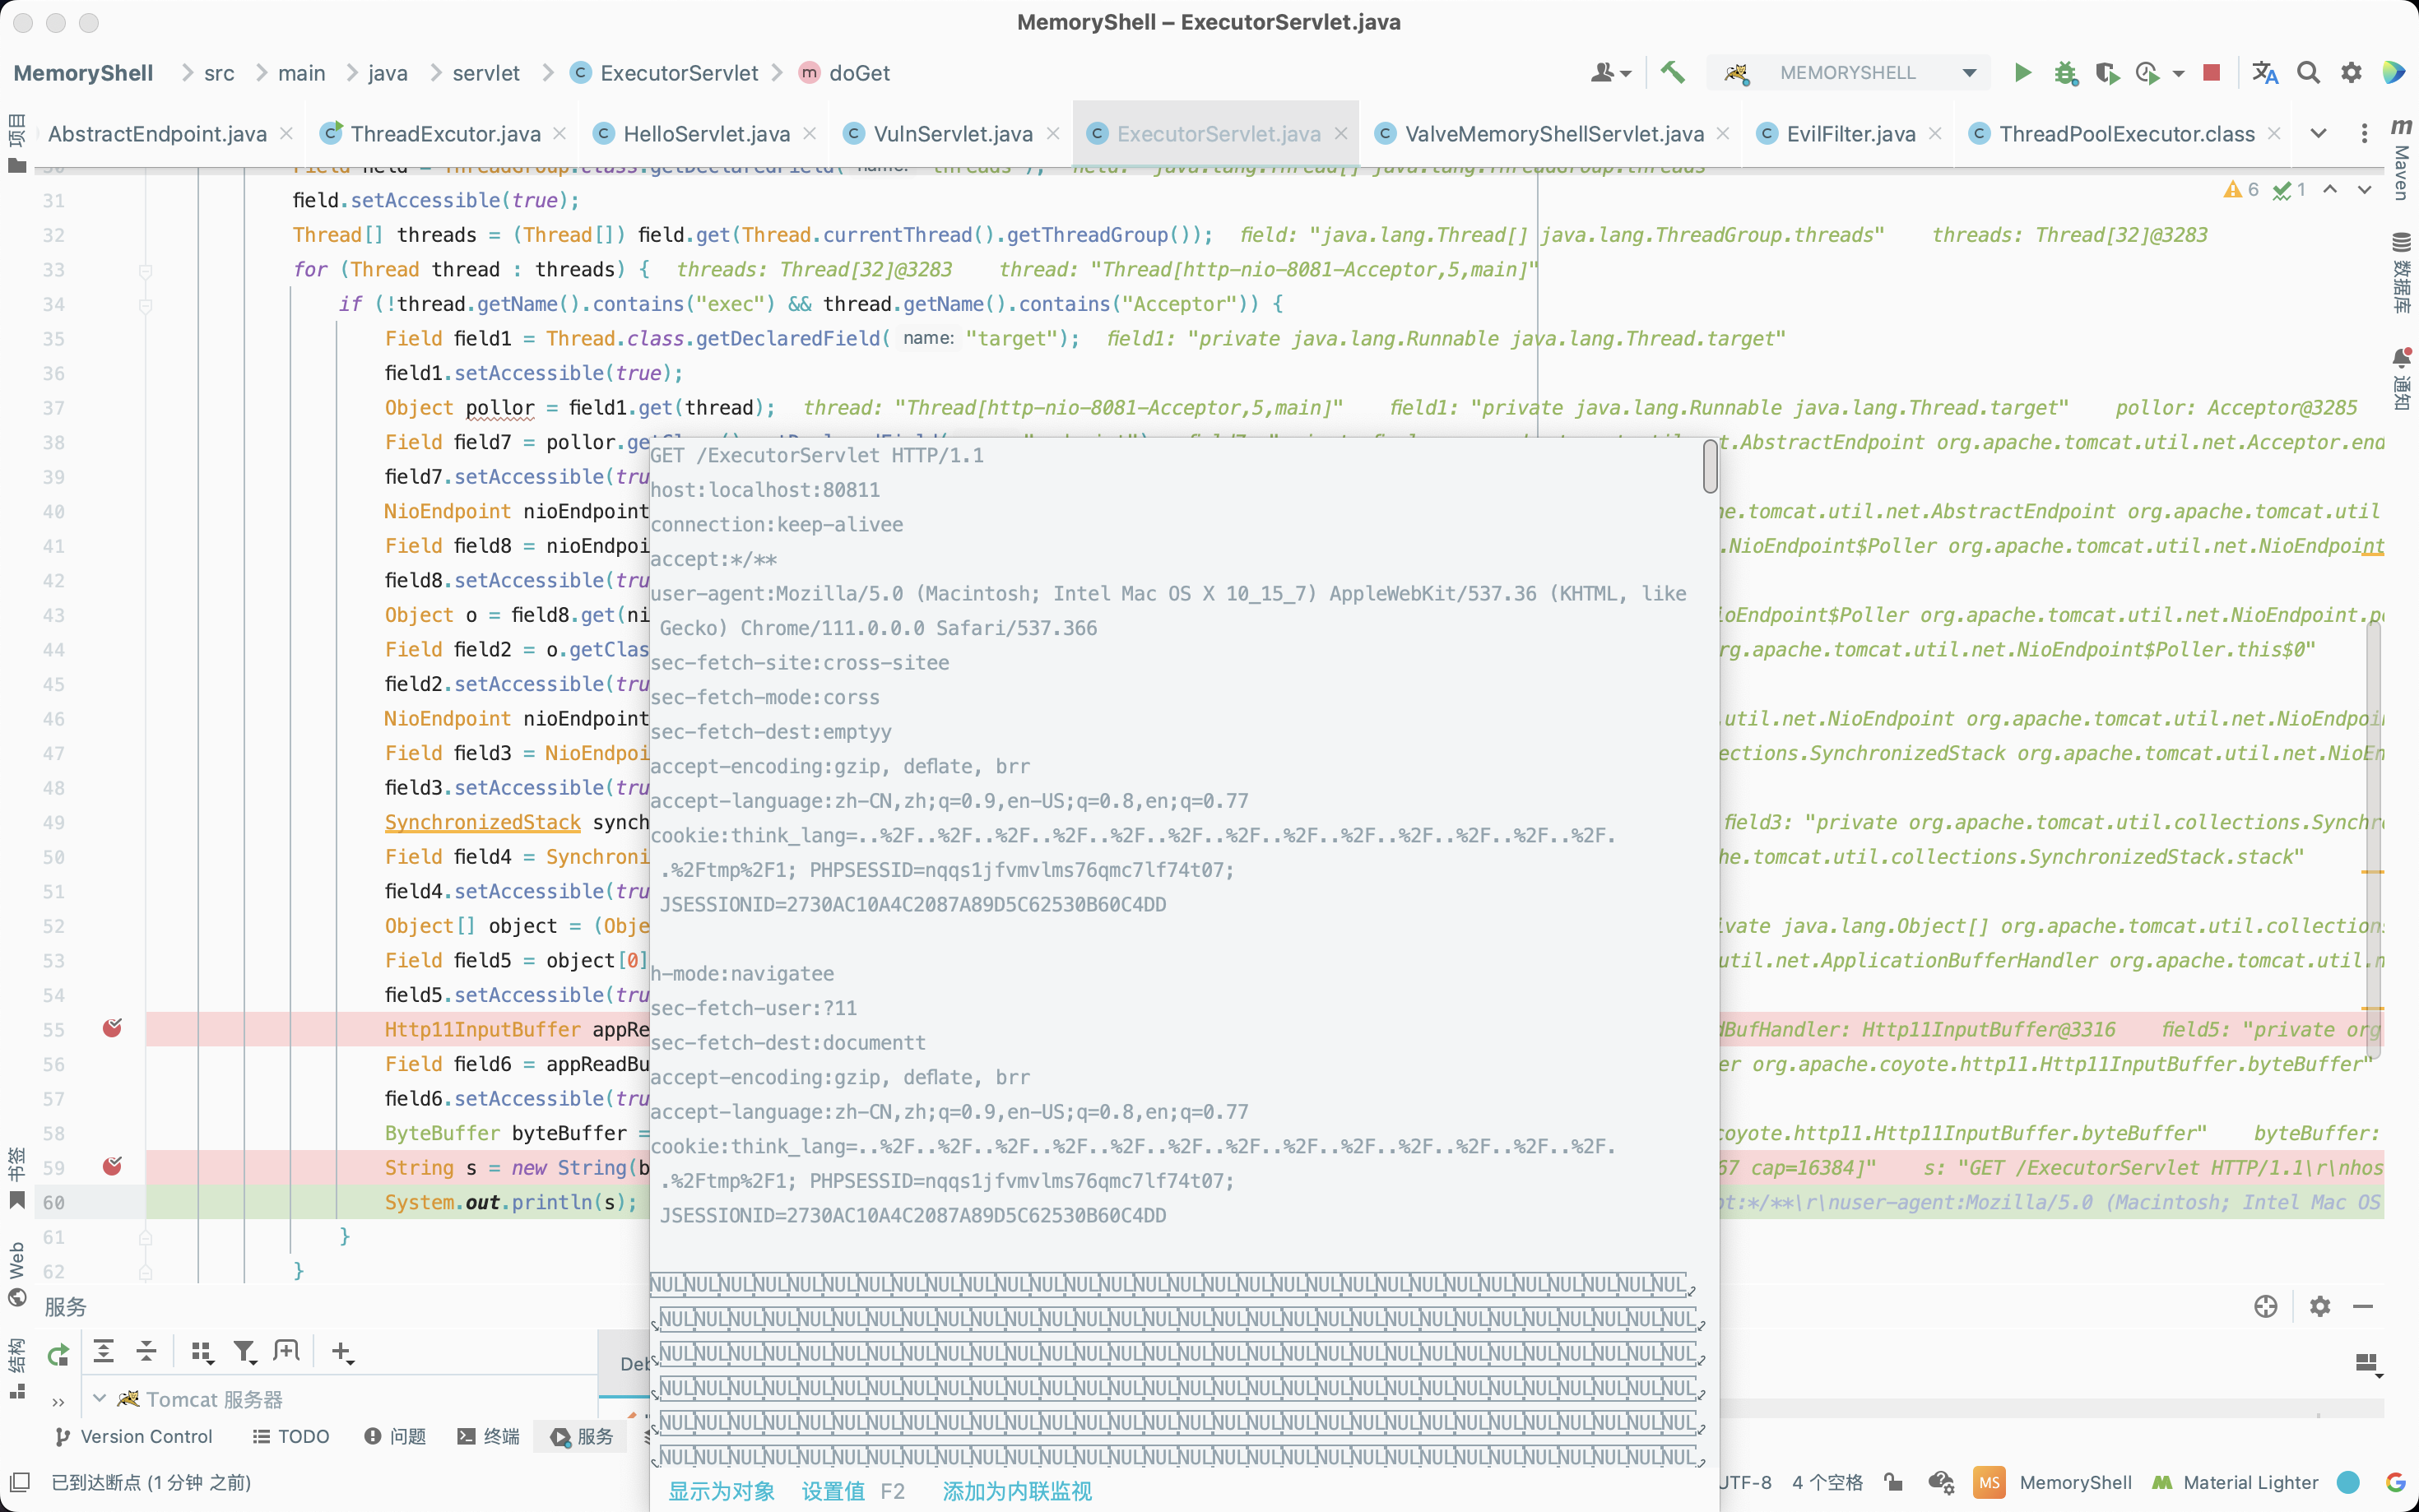 MemoryShell – ExecutorServlet.java
MemoryShell > src > main > java > servlet > ExecutorServlet > doGet
MEMORYSHELL
AbstractEndpoint.java ThreadExcutor.java HelloServlet.java VulnServlet.java ExecutorServlet.java ValveMemoryShellServlet.java EvilFilter.java ThreadPoolExecutor.class
项目
Maven
数据库
通知
6 1
31 field.setAccessible(true);
32 Thread[] threads = (Thread[]) field.get(Thread.currentThread().getThreadGroup()); field: "java.lang.Thread[] java.lang.ThreadGroup.threads" threads: Thread[32]@3283
33 for (Thread thread : threads) { threads: Thread[32]@3283 thread: "Thread[http-nio-8081-Acceptor,5,main]"
34 if (!thread.getName().contains("exec") && thread.getName().contains("Acceptor")) {
35 Field field1 = Thread.class.getDeclaredField( name: "target"); field1: "private java.lang.Runnable java.lang.Thread.target"
36 field1.setAccessible(true);
37 Object pollor = field1.get(thread); thread: "Thread[http-nio-8081-Acceptor,5,main]" field1: "private java.lang.Runnable java.lang.Thread.target" pollor: Acceptor@3285
38 Field field7 = pollor.ge t.AbstractEndpoint org.apache.tomcat.util.net.Acceptor.end
39 field7.setAccessible(tru
40 NioEndpoint nioEndpoint he.tomcat.util.net.AbstractEndpoint org.apache.tomcat.util
41 Field field8 = nioEndpoi .NioEndpoint$Poller org.apache.tomcat.util.net.NioEndpoint
42 field8.setAccessible(tru
43 Object o = field8.get(ni ioEndpoint$Poller org.apache.tomcat.util.net.NioEndpoint.po
44 Field field2 = o.getClas rg.apache.tomcat.util.net.NioEndpoint$Poller.this$0"
45 field2.setAccessible(tru
46 NioEndpoint nioEndpoint .util.net.NioEndpoint org.apache.tomcat.util.net.NioEndpoi
47 Field field3 = NioEndpoi ections.SynchronizedStack org.apache.tomcat.util.net.NioEn
48 field3.setAccessible(tru
49 SynchronizedStack synch field3: "private org.apache.tomcat.util.collections.Synchr
50 Field field4 = Synchroni he.tomcat.util.collections.SynchronizedStack.stack"
51 field4.setAccessible(tru
52 Object[] object = (Obje ivate java.lang.Object[] org.apache.tomcat.util.collection
53 Field field5 = object[0] util.net.ApplicationBufferHandler org.apache.tomcat.util.n
54 field5.setAccessible(tru
55 Http11InputBuffer appRe dBufHandler: Http11InputBuffer@3316 field5: "private org
56 Field field6 = appReadBu er org.apache.coyote.http11.Http11InputBuffer.byteBuffer"
57 field6.setAccessible(tru
58 ByteBuffer byteBuffer = coyote.http11.Http11InputBuffer.byteBuffer" byteBuffer:
59 String s = new String(b 67 cap=16384]" s: "GET /ExecutorServlet HTTP/1.1\r\nhos
60 System.out.println(s); pt:*/**\r\nuser-agent:Mozilla/5.0 (Macintosh; Intel Mac OS
61 }
62 }
GET /ExecutorServlet HTTP/1.1
host:localhost:80811
connection:keep-alivee
accept:*/**
user-agent:Mozilla/5.0 (Macintosh; Intel Mac OS X 10_15_7) AppleWebKit/537.36 (KHTML, like
Gecko) Chrome/111.0.0.0 Safari/537.366
sec-fetch-site:cross-sitee
sec-fetch-mode:corss
sec-fetch-dest:emptyy
accept-encoding:gzip, deflate, brr
accept-language:zh-CN,zh;q=0.9,en-US;q=0.8,en;q=0.77
cookie:think_lang=..%2F..%2F..%2F..%2F..%2F..%2F..%2F..%2F..%2F..%2F..%2F..%2F..%2F.
.%2Ftmp%2F1; PHPSESSID=nqqs1jfvmvlms76qmc7lf74t07;
JSESSIONID=2730AC10A4C2087A89D5C62530B60C4DD
h-mode:navigatee
sec-fetch-user:?11
sec-fetch-dest:documentt
accept-encoding:gzip, deflate, brr
accept-language:zh-CN,zh;q=0.9,en-US;q=0.8,en;q=0.77
cookie:think_lang=..%2F..%2F..%2F..%2F..%2F..%2F..%2F..%2F..%2F..%2F..%2F..%2F..%2F.
.%2Ftmp%2F1; PHPSESSID=nqqs1jfvmvlms76qmc7lf74t07;
JSESSIONID=2730AC10A4C2087A89D5C62530B60C4DD
NULNULNULNULNULNULNULNULNULNULNULNULNULNULNULNULNULNULNULNULNULNULNULNULNULNULNULNULNULNUL
NULNULNULNULNULNULNULNULNULNULNULNULNULNULNULNULNULNULNULNULNULNULNULNULNULNULNULNULNULNUL
NULNULNULNULNULNULNULNULNULNULNULNULNULNULNULNULNULNULNULNULNULNULNULNULNULNULNULNULNULNUL
NULNULNULNULNULNULNULNULNULNULNULNULNULNULNULNULNULNULNULNULNULNULNULNULNULNULNULNULNULNUL
NULNULNULNULNULNULNULNULNULNULNULNULNULNULNULNULNULNULNULNULNULNULNULNULNULNULNULNULNULNUL
NULNULNULNULNULNULNULNULNULNULNULNULNULNULNULNULNULNULNULNULNULNULNULNULNULNULNULNULNULNUL
显示为对象 设置值 F2 添加为内联监视
书签
Web
结构
服务
Deb
Tomcat 服务器
Version Control TODO 问题 终端 服务
已到达断点 (1 分钟 之前)
UTF-8 4 个空格 MS MemoryShell Material Lighter